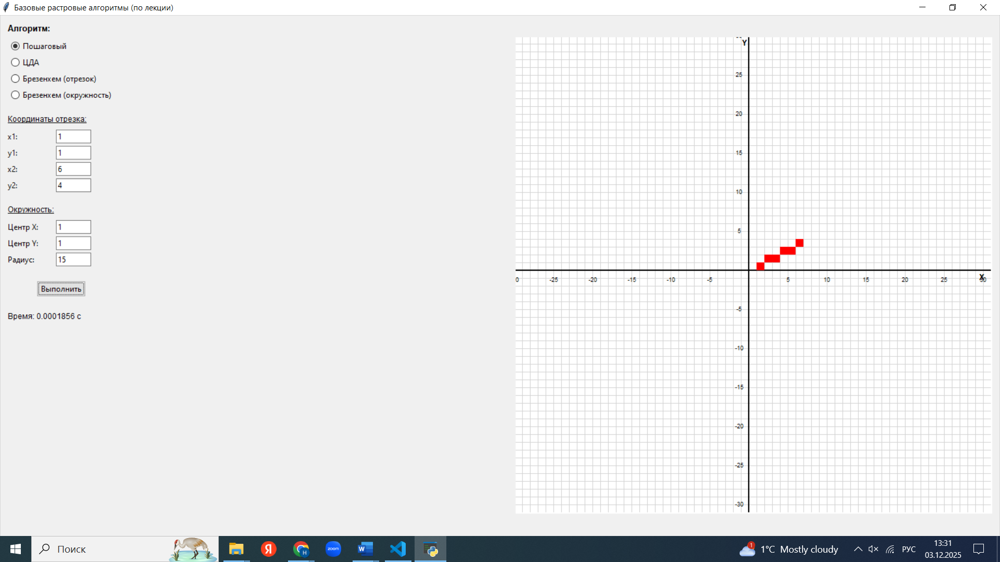 Базовые растровые алгоритмы (по лекции)
Алгоритм:
Пошаговый
ЦДА
Брезенхем (отрезок)
Брезенхем (окружность)
Координаты отрезка:
x1: 1
y1: 1
x2: 6
y2: 4
Окружность:
Центр X: 1
Центр Y: 1
Радиус: 15
Выполнить
Время: 0.0001856 с
Y
25
20
15
10
5
0 -25 -20 -15 -10 -5 5 10 15 20 25 30
X
-5
-10
-15
-20
-25
-30
Поиск
Я
H
zoom
W
1
1°C Mostly cloudy
РУС
13:31
03.12.2025